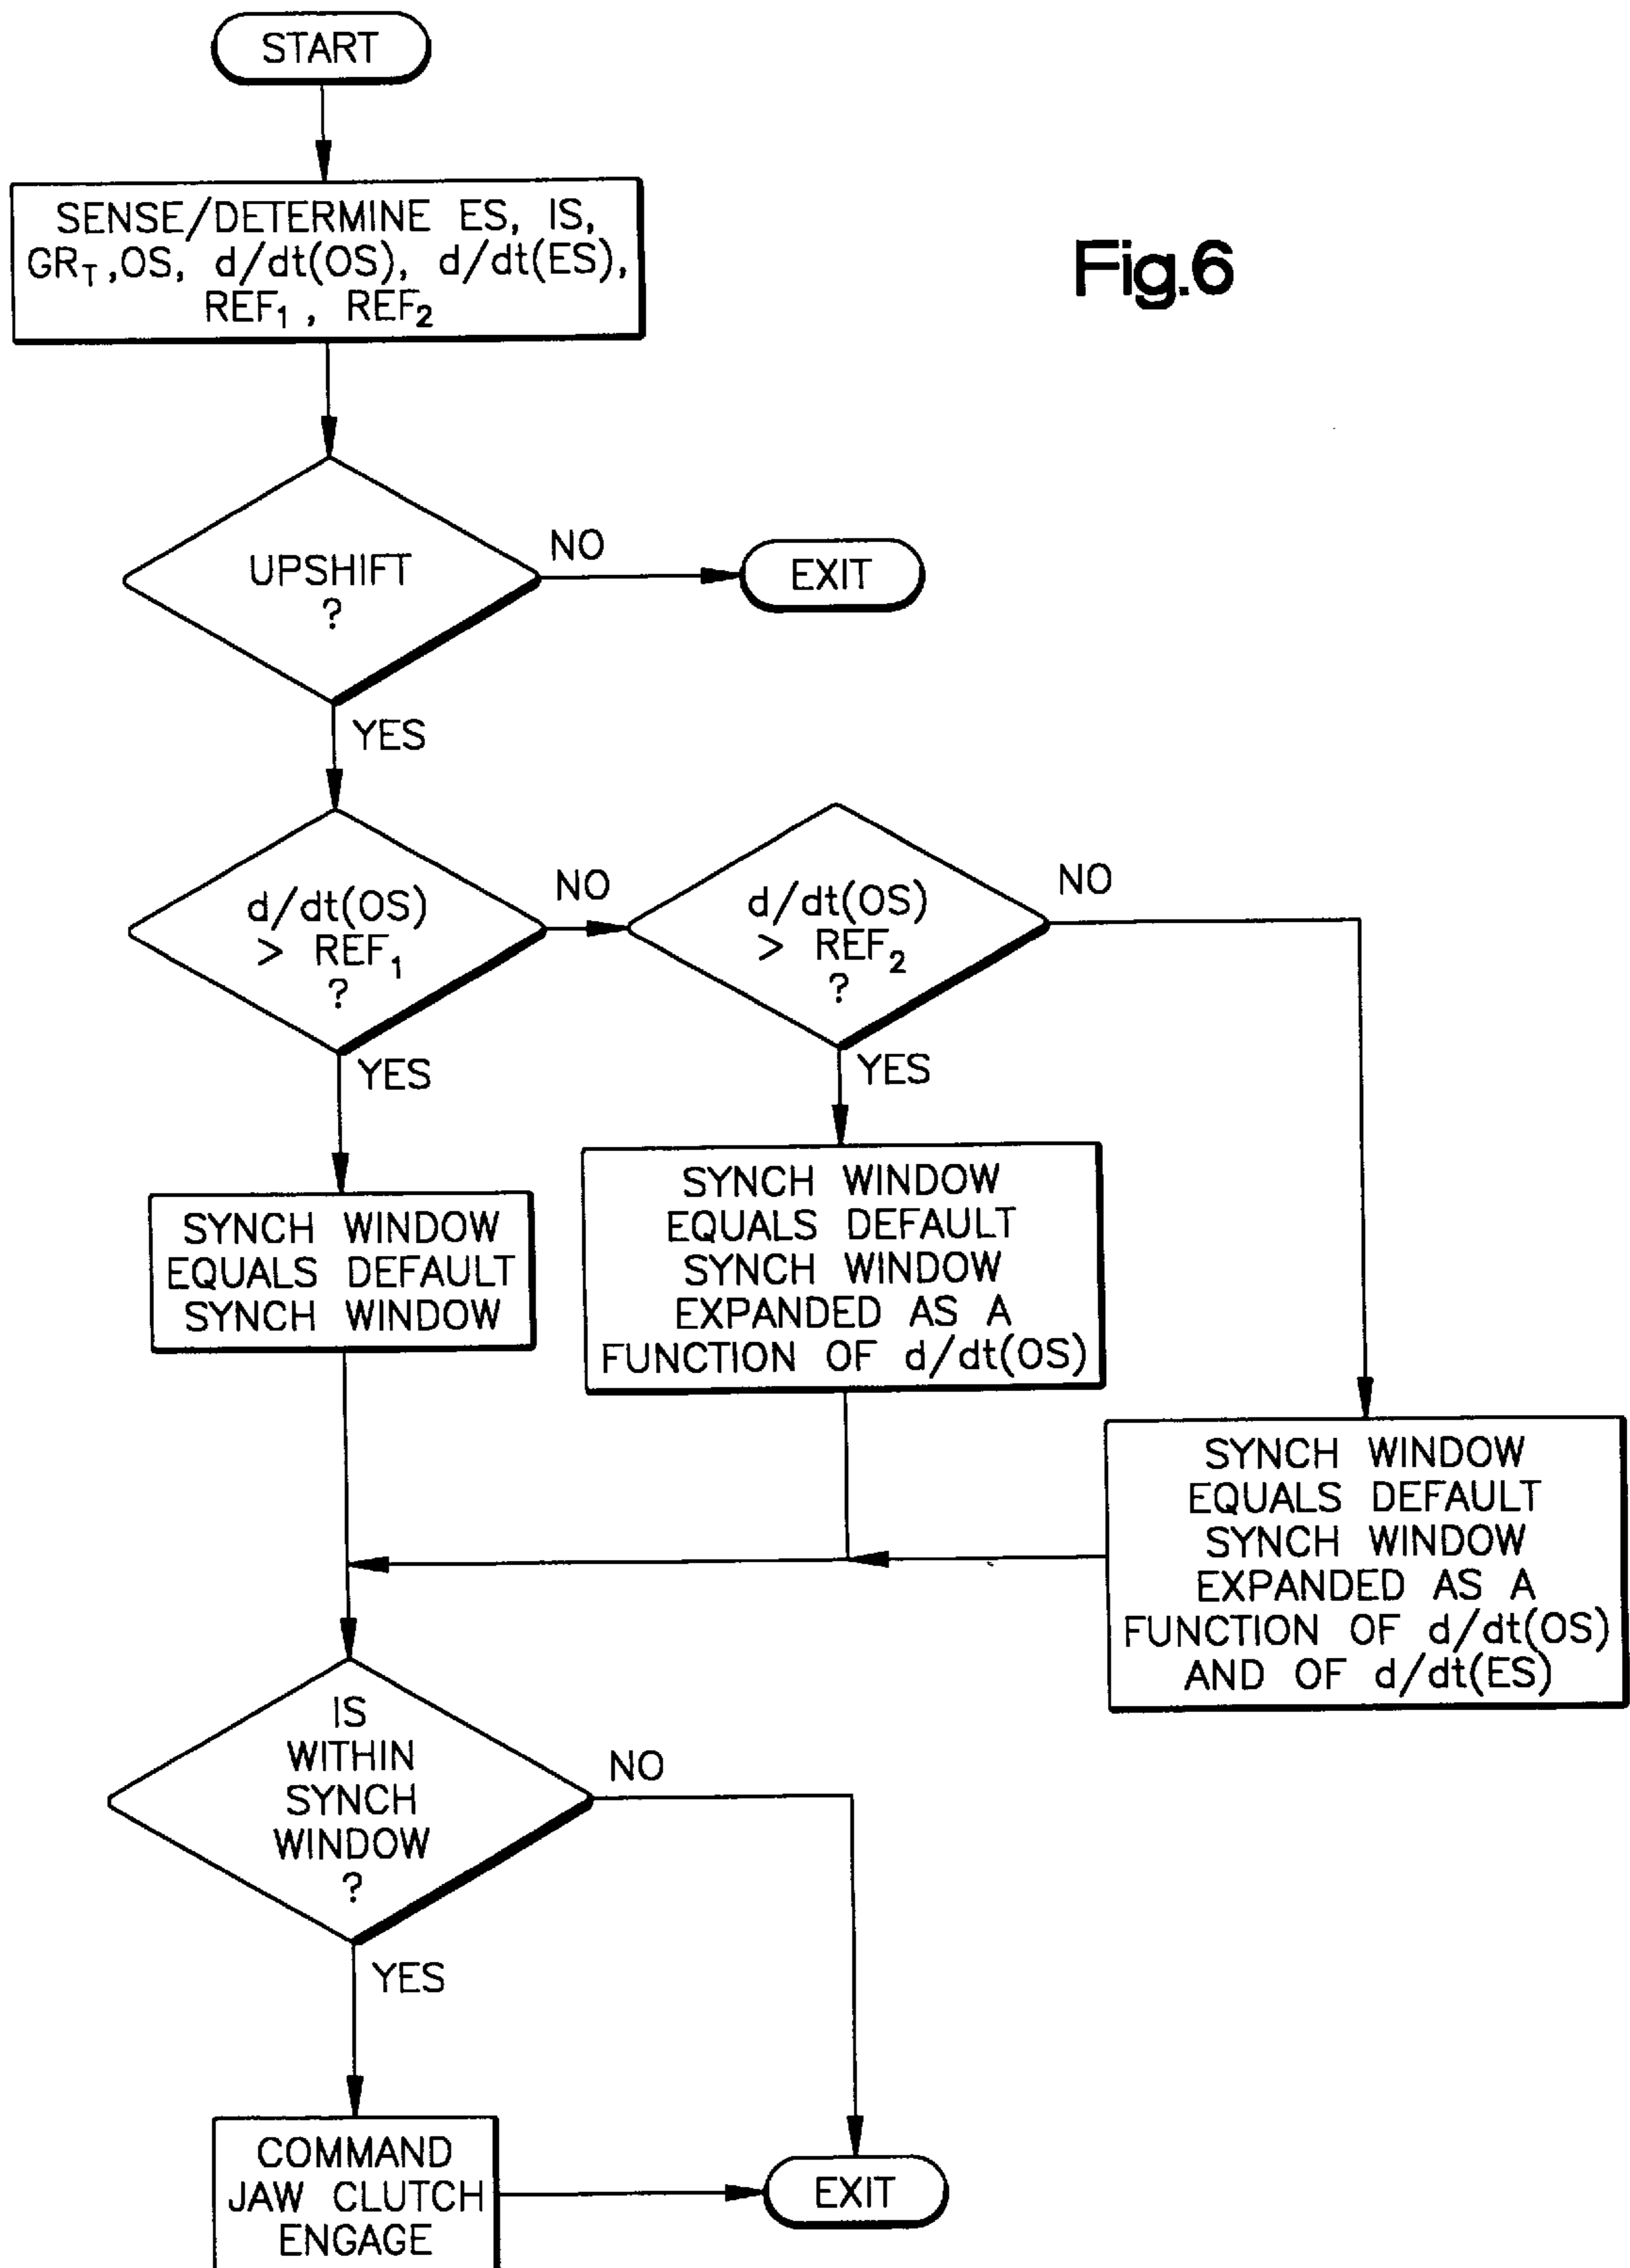 START
SENSE/DETERMINE ES, IS,
GR_T,OS, d/dt(OS), d/dt(ES),
REF₁, REF₂
Fig.6
UPSHIFT
?
NO
EXIT
YES
d/dt(OS)
> REF₁
?
NO
d/dt(OS)
> REF₂
?
NO
YES
YES
SYNCH WINDOW
EQUALS DEFAULT
SYNCH WINDOW
SYNCH WINDOW
EQUALS DEFAULT
SYNCH WINDOW
EXPANDED AS A
FUNCTION OF d/dt(OS)
SYNCH WINDOW
EQUALS DEFAULT
SYNCH WINDOW
EXPANDED AS A
FUNCTION OF d/dt(OS)
AND OF d/dt(ES)
IS
WITHIN
SYNCH
WINDOW
?
NO
YES
COMMAND
JAW CLUTCH
ENGAGE
EXIT